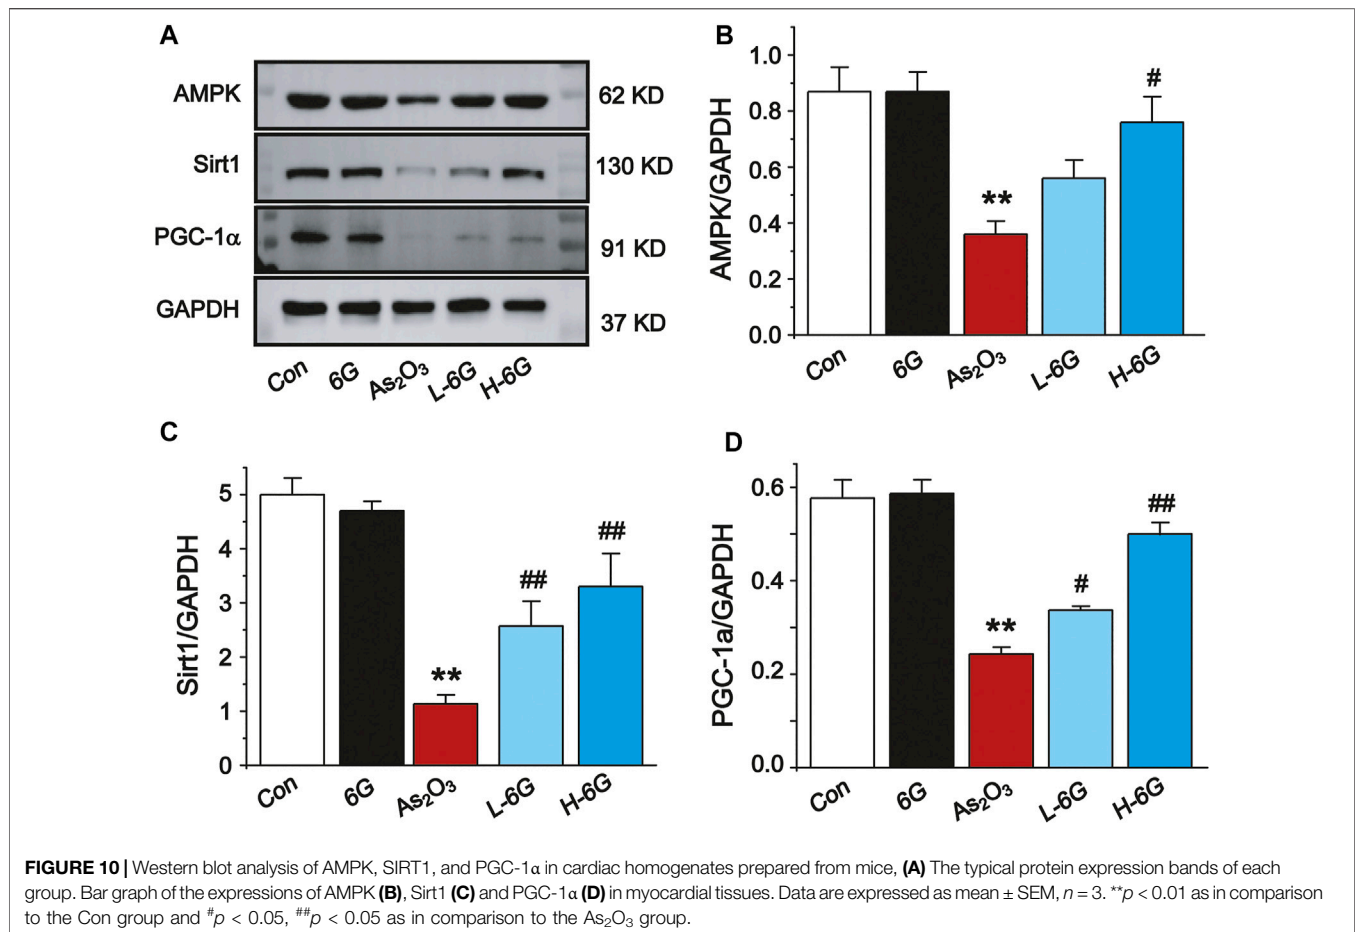 A
AMPK
62 KD
Sirt1
130 KD
PGC-1α
91 KD
GAPDH
37 KD
Con 6G As₂O₃ L-6G H-6G
B
AMPK/GAPDH
1.0
0.8
0.6
0.4
0.2
0.0
**
#
Con 6G As₂O₃ L-6G H-6G
C
Sirt1/GAPDH
5
4
3
2
1
0
**
##
##
Con 6G As₂O₃ L-6G H-6G
D
PGC-1a/GAPDH
0.6
0.4
0.2
0.0
**
#
##
Con 6G As₂O₃ L-6G H-6G
FIGURE 10 | Western blot analysis of AMPK, SIRT1, and PGC-1α in cardiac homogenates prepared from mice, (A) The typical protein expression bands of each
group. Bar graph of the expressions of AMPK (B), Sirt1 (C) and PGC-1α (D) in myocardial tissues. Data are expressed as mean ± SEM, n = 3. **p < 0.01 as in comparison
to the Con group and #p < 0.05, ##p < 0.05 as in comparison to the As₂O₃ group.